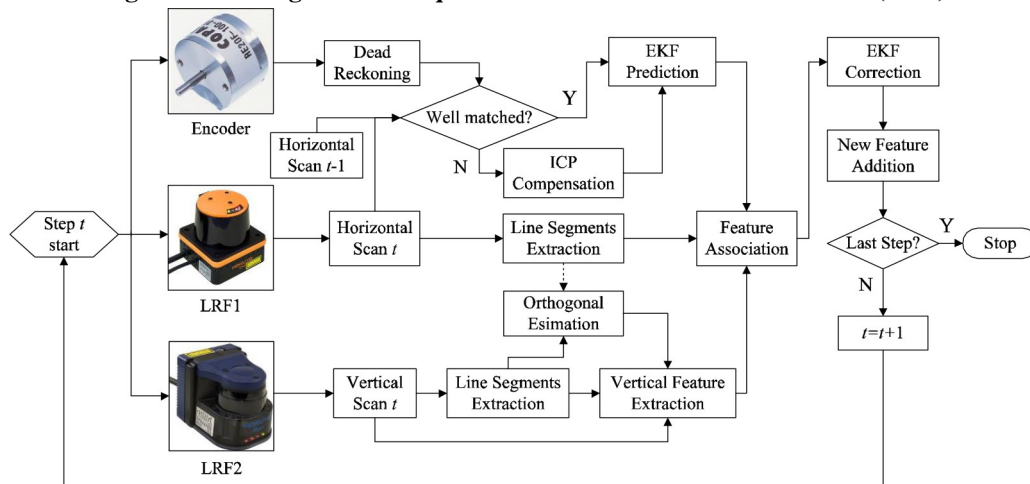 Dead
Reckoning
EKF
Prediction
EKF
Correction
Encoder
Well matched?
Y
Horizontal
Scan t-1
N
ICP
Compensation
New Feature
Addition
Step t
start
LRF1
Horizontal
Scan t
Line Segments
Extraction
Feature
Association
Last Step?
Y
Stop
N
Orthogonal
Esimation
t=t+1
LRF2
Vertical
Scan t
Line Segments
Extraction
Vertical Feature
Extraction